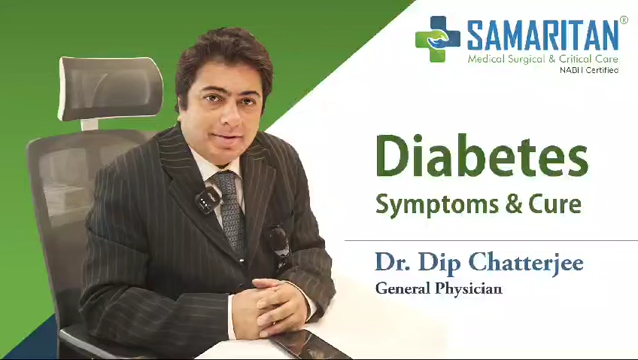 SAMARITAN®
Medical Surgical & Critical Care
NABH Certified
Diabetes
Symptoms & Cure
Dr. Dip Chatterjee
General Physician